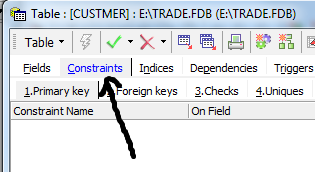 Table : [CUSTMER] : E:\TRADE.FDB (E:\TRADE.FDB)
Table
Fields Constraints Indices Dependencies Triggers
1.Primary key 2.Foreign keys 3.Checks 4.Uniques
Constraint Name On Field